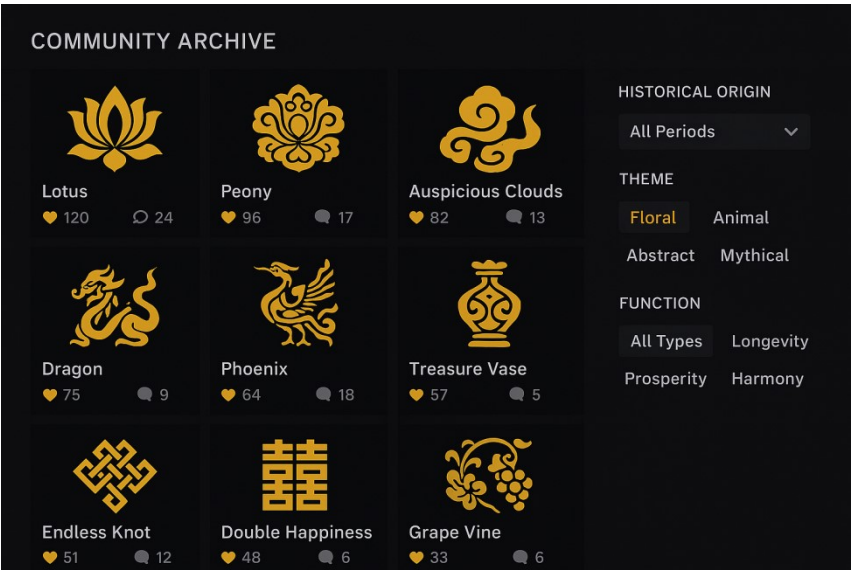 COMMUNITY ARCHIVE
Lotus
120 24
Peony
96 17
Auspicious Clouds
82 13
Dragon
75 9
Phoenix
64 18
Treasure Vase
57 5
Endless Knot
51 12
囍
Double Happiness
48 6
Grape Vine
33 6
HISTORICAL ORIGIN
All Periods
THEME
Floral Animal
Abstract Mythical
FUNCTION
All Types Longevity
Prosperity Harmony